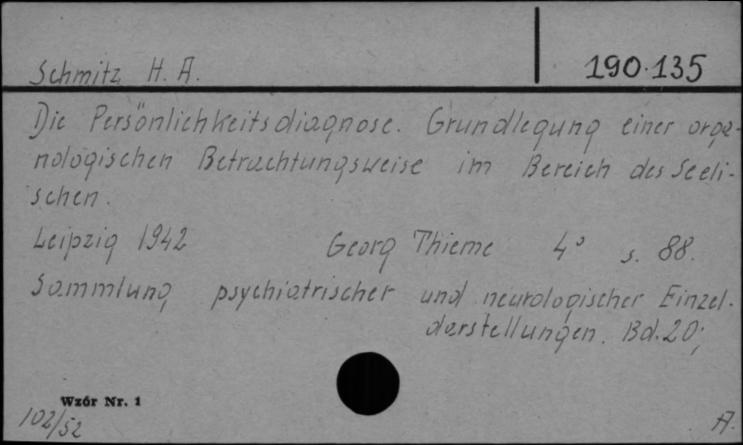 Schmitz H. A.
190.135
Die Persönlichkeitsdiagnose. Grundlegung einer orga-
nologischen Betrachtungsweise im Bereich des Seeli-
schen.
Leipzig 1942 Georg Thieme 4° s. 88.
Sammlung psychiatrischer und neurologischer Einzel-
darstellungen. Bd. 20;
Wzór Nr. 1
102/52
A.